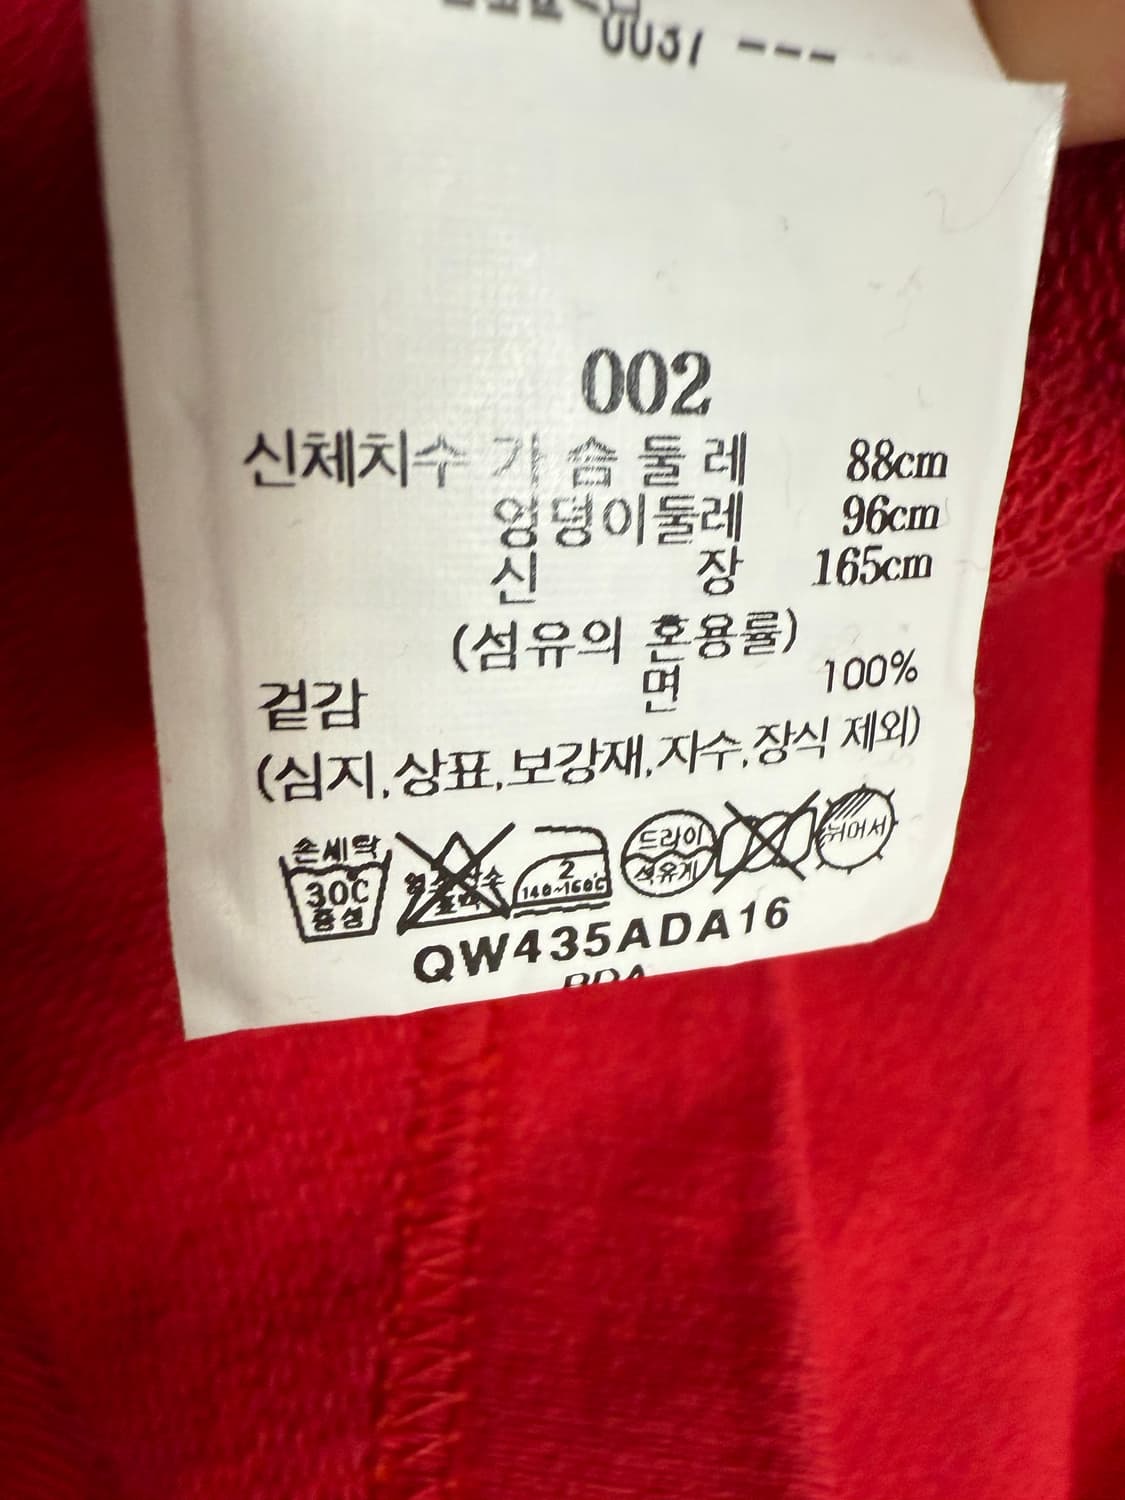 0037 ---
002
신체치수 가 슴 둘 레 88cm
엉덩이둘레 96cm
신 장 165cm
(섬유의 혼용률)
겉감 면 100%
(심지,상표,보강재,자수,장식 제외)
손세탁
30℃
중성
2
140~160℃
드라이
석유계
뉘어서
QW435ADA16